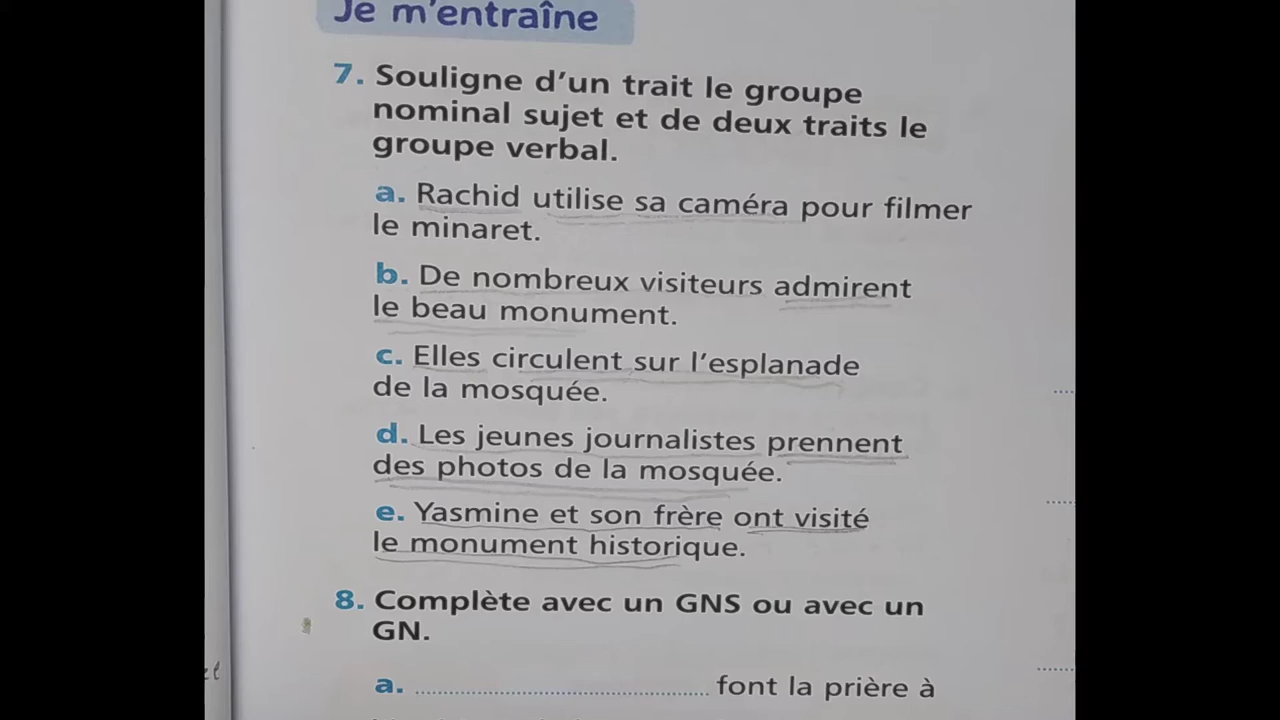 Je m'entraîne
7. Souligne d'un trait le groupe
nominal sujet et de deux traits le
groupe verbal.
a. Rachid utilise sa caméra pour filmer
le minaret.
b. De nombreux visiteurs admirent
le beau monument.
c. Elles circulent sur l'esplanade
de la mosquée.
d. Les jeunes journalistes prennent
des photos de la mosquée.
e. Yasmine et son frère ont visité
le monument historique.
8. Complète avec un GNS ou avec un
GN.
a. .................................................. font la prière à